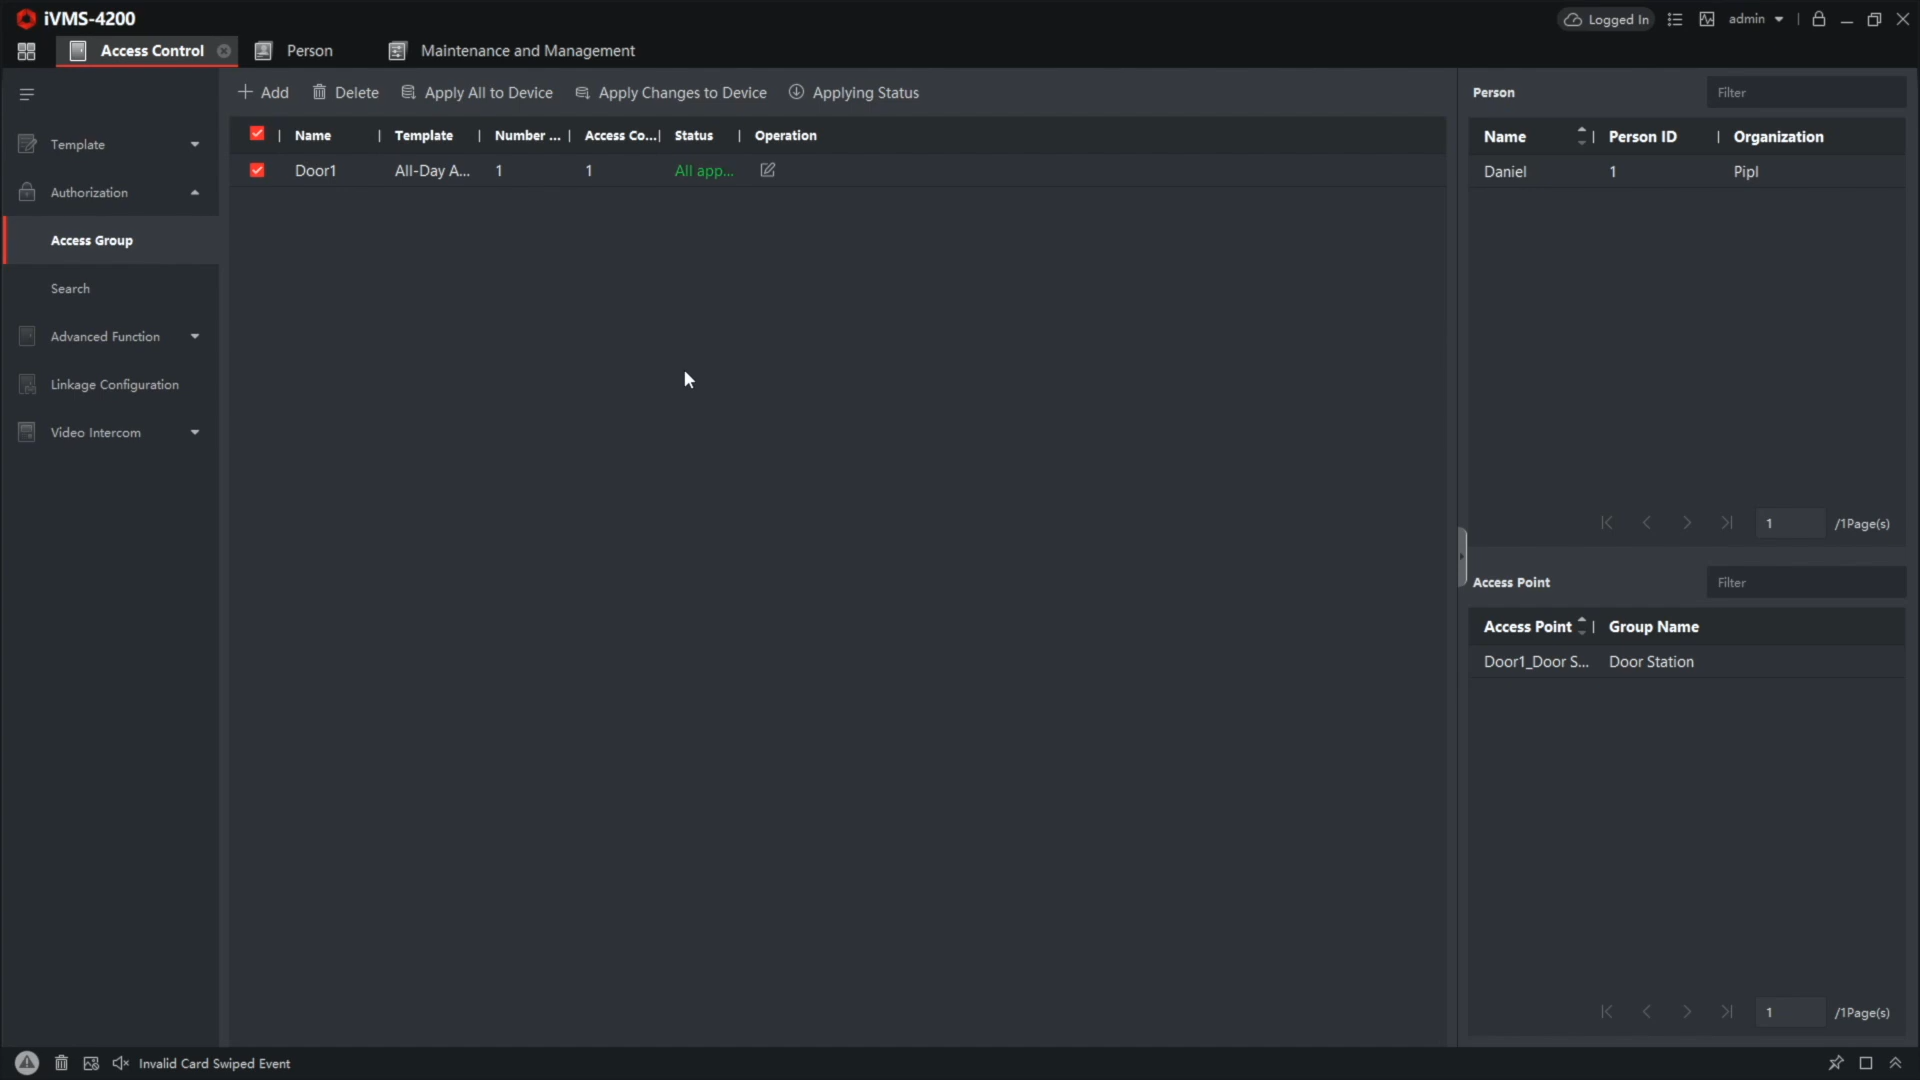 iVMS-4200
Logged In
admin
Access Control
Person
Maintenance and Management
Add
Delete
Apply All to Device
Apply Changes to Device
Applying Status
Template
Authorization
Access Group
Search
Advanced Function
Linkage Configuration
Video Intercom
Name | Template | Number ... | Access Co...| Status | Operation
Door1 All-Day A... 1 1 All app...
Person
Filter
Name | Person ID | Organization
Daniel 1 Pipl
1 /1Page(s)
Access Point
Filter
Access Point | Group Name
Door1_Door S... Door Station
1 /1Page(s)
Invalid Card Swiped Event